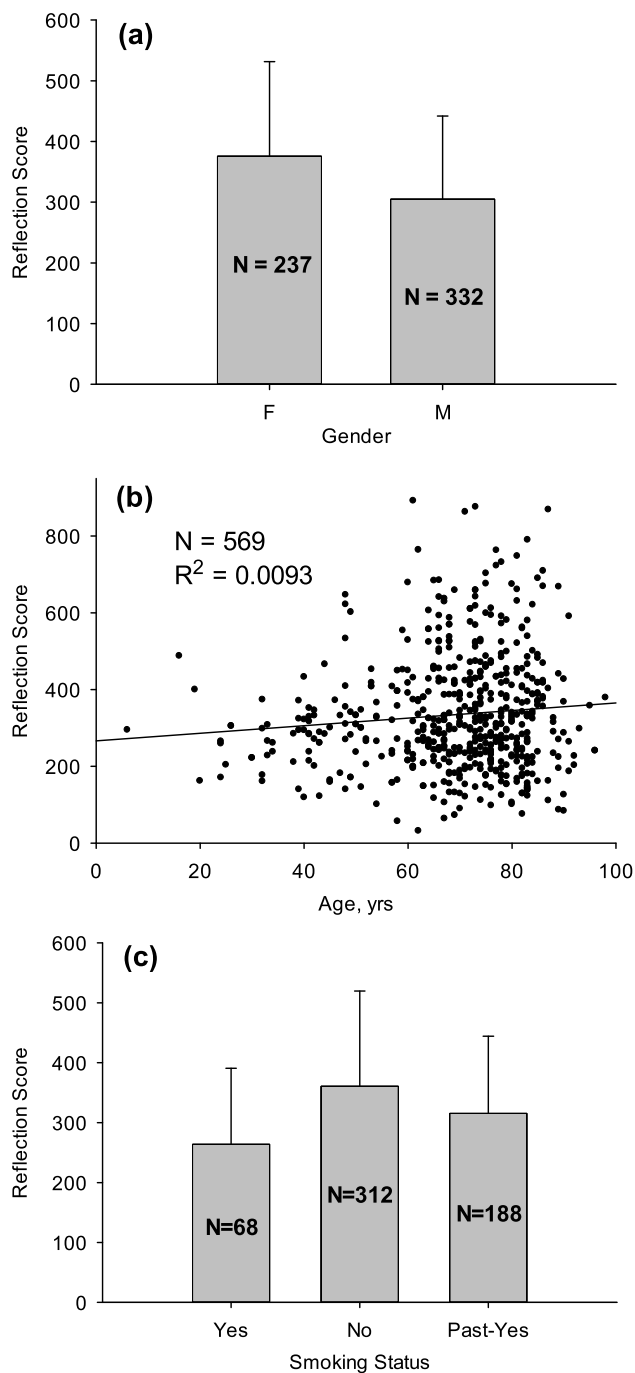 (a)
600
500
400
300
200
100
0
Reflection Score
N = 237
N = 332
F M
Gender
(b)
N = 569
R² = 0.0093
800
600
400
200
0
Reflection Score
0 20 40 60 80 100
Age, yrs
(c)
600
500
400
300
200
100
0
Reflection Score
N=68
N=312
N=188
Yes No Past-Yes
Smoking Status